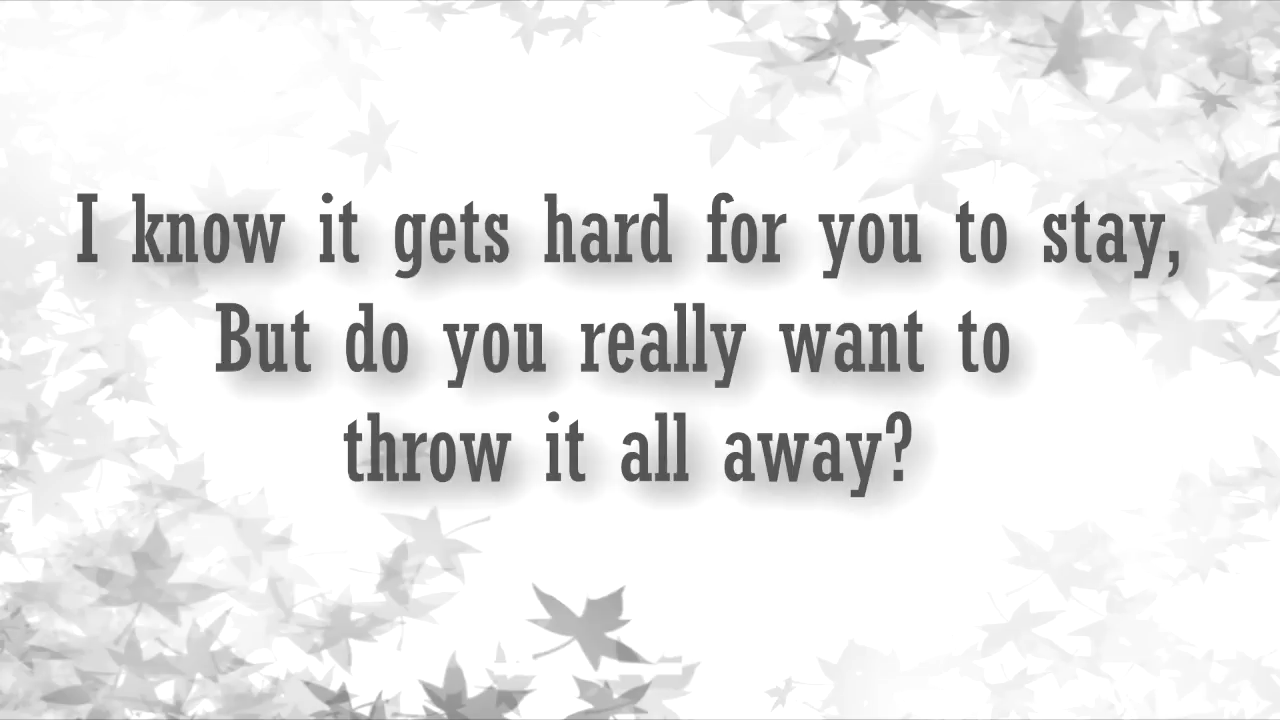 I know it gets hard for you to stay,
But do you really want to
throw it all away?